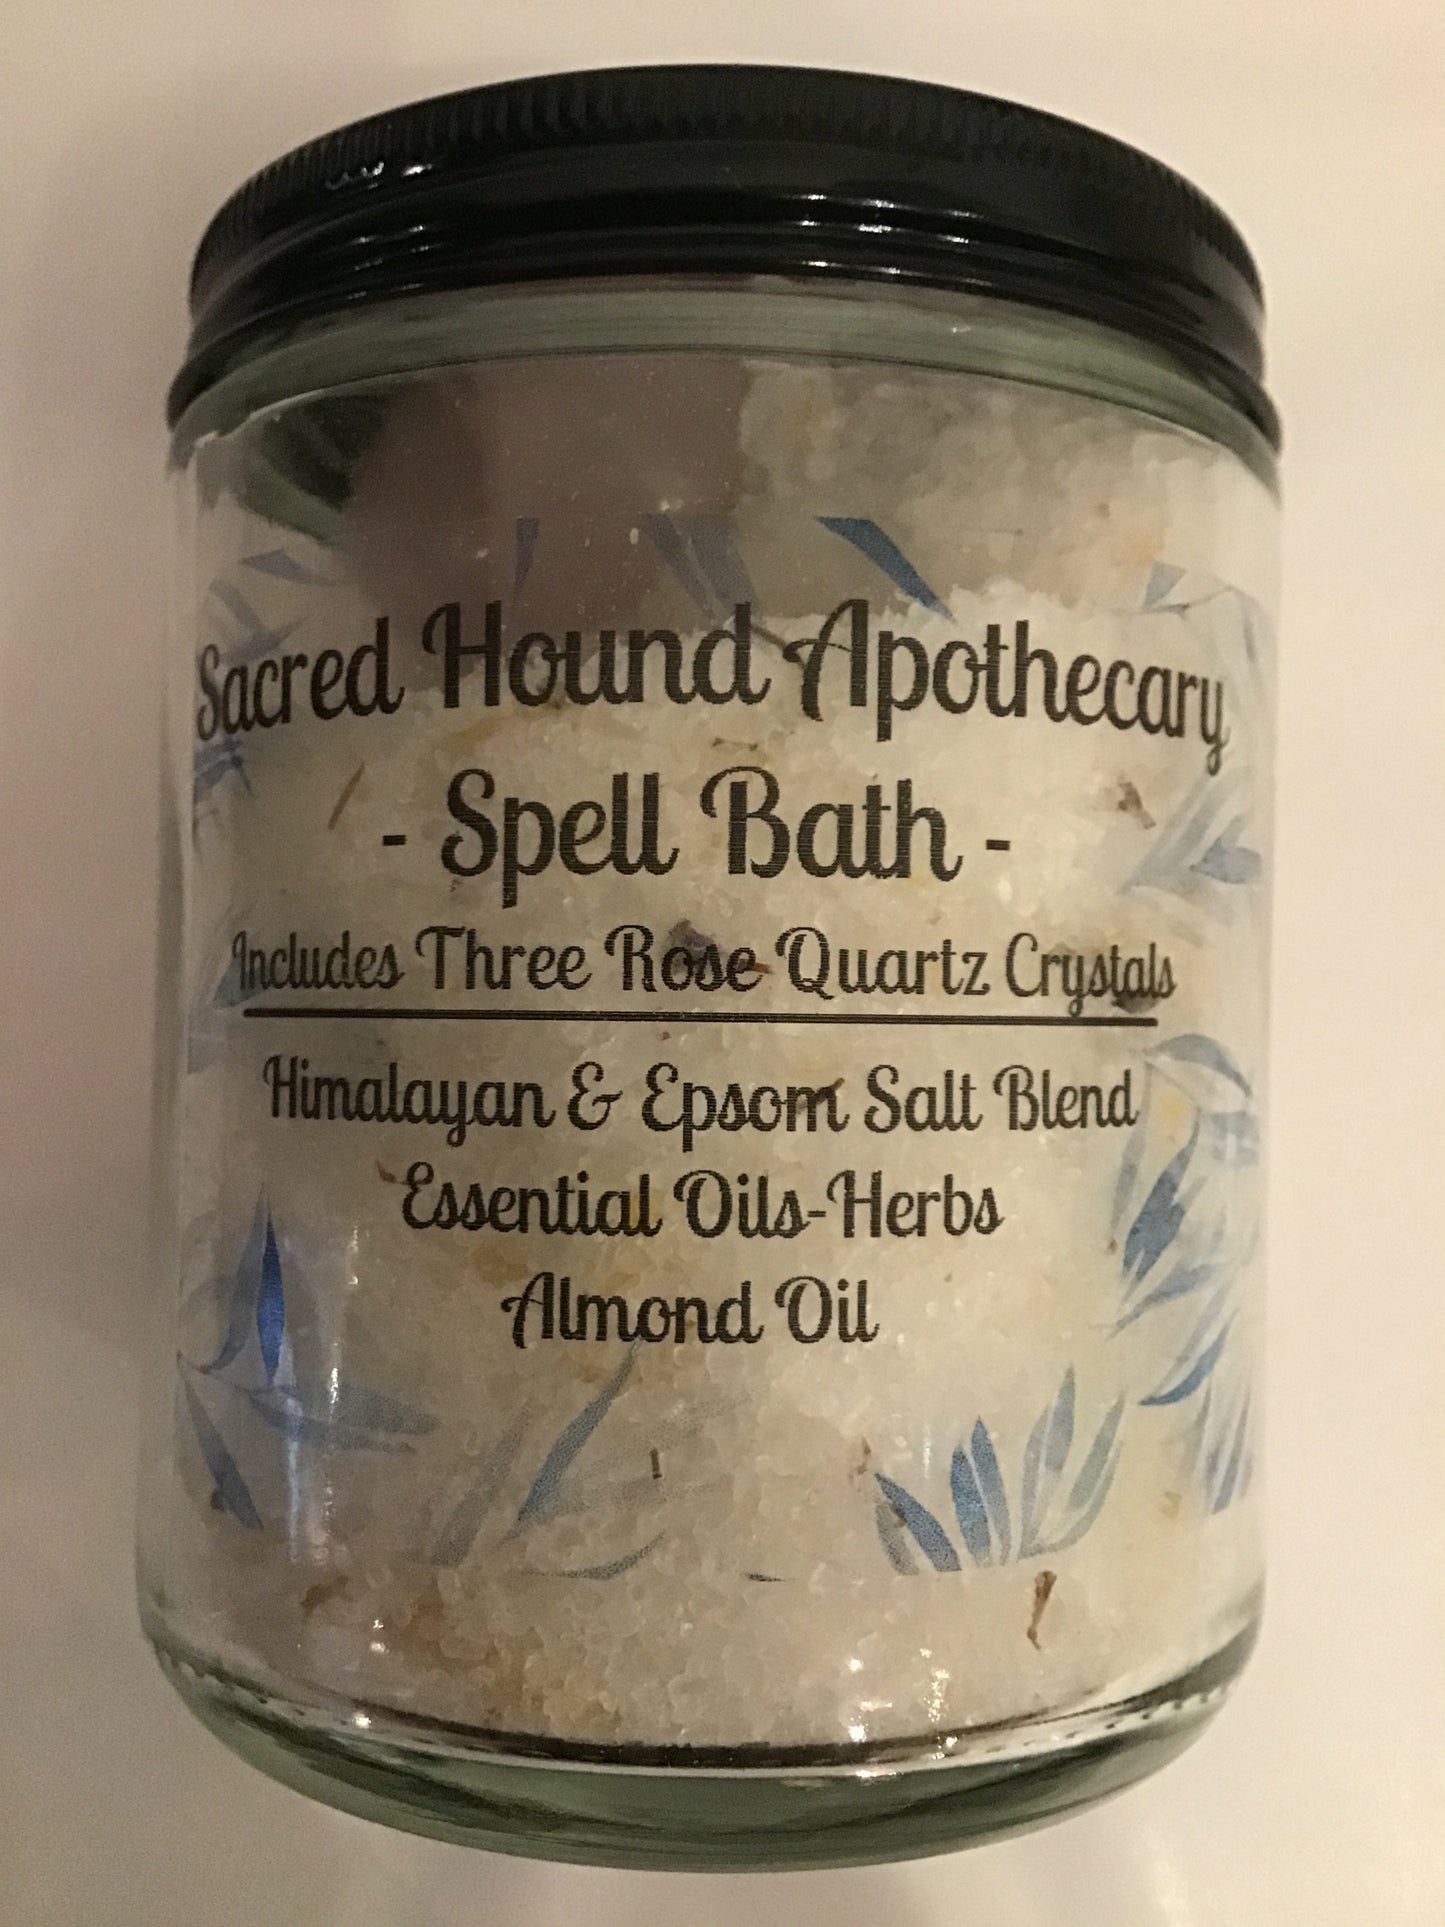 Sacred Hound Apothecary
- Spell Bath -
Includes Three Rose Quartz Crystals
Himalayan & Epsom Salt Blend
Essential Oils-Herbs
Almond Oil